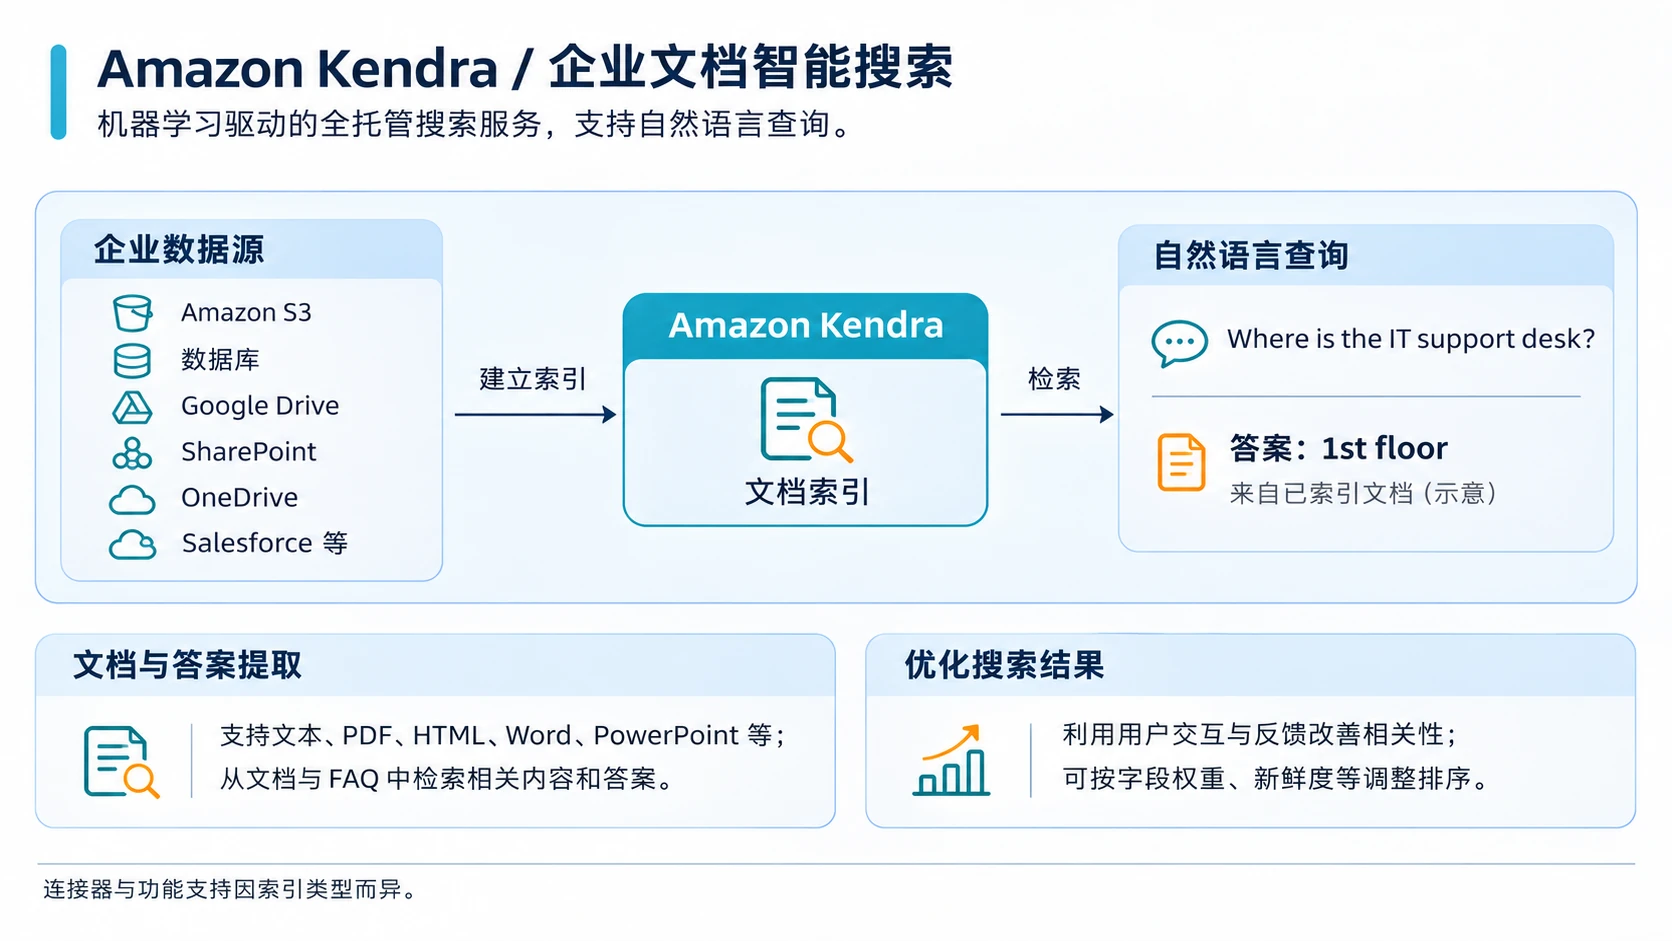 Amazon Kendra / 企业文档智能搜索
机器学习驱动的全托管搜索服务，支持自然语言查询。
企业数据源
Amazon S3
数据库
Google Drive
SharePoint
OneDrive
Salesforce 等
建立索引
Amazon Kendra
文档索引
检索
自然语言查询
Where is the IT support desk?
答案：1st floor
来自已索引文档（示意）
文档与答案提取
支持文本、PDF、HTML、Word、PowerPoint 等；
从文档与 FAQ 中检索相关内容和答案。
优化搜索结果
利用用户交互与反馈改善相关性；
可按字段权重、新鲜度等调整排序。
连接器与功能支持因索引类型而异。